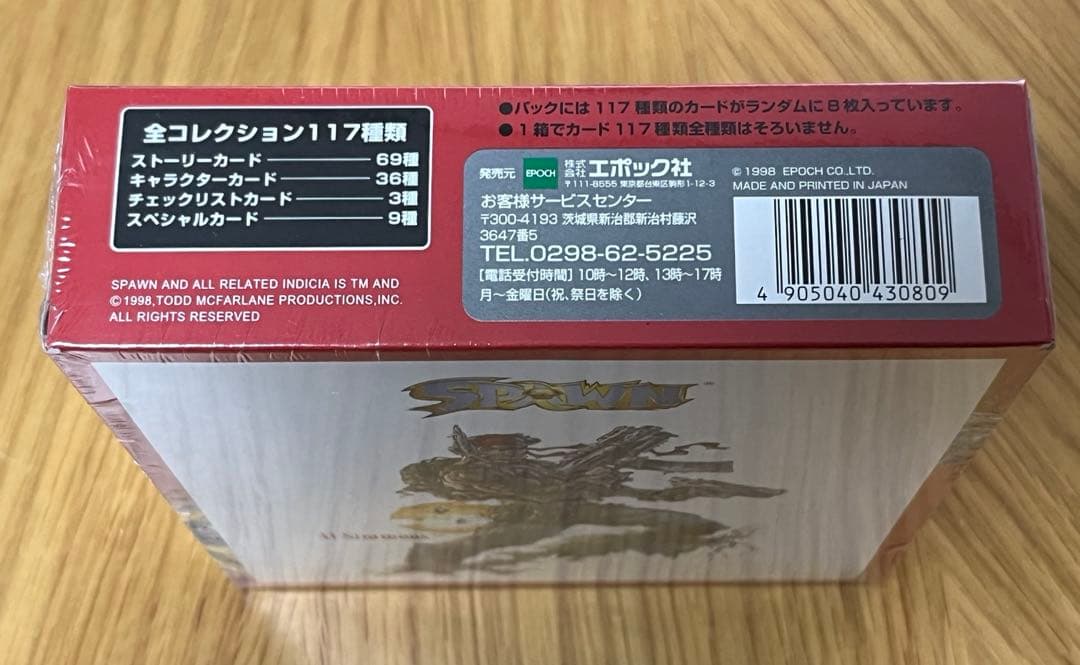 全コレクション117種類
ストーリーカード 69種
キャラクターカード 36種
チェックリストカード 3種
スペシャルカード 9種
SPAWN AND ALL RELATED INDICIA IS TM AND
©1998,TODD MCFARLANE PRODUCTIONS,INC.
ALL RIGHTS RESERVED
●パックには 117 種類のカードがランダムに 8 枚入っています。
● 1 箱でカード 117 種類全種類はそろいません。
発売元 EPOCH 株式会社 エポック社
〒111-8555 東京都台東区駒形1-12-3
お客様サービスセンター
〒300-4193 茨城県新治郡新治村藤沢
3647番5
TEL.0298-62-5225
[電話受付時間] 10時〜12時、13時〜17時
月〜金曜日(祝、祭日を除く)
© 1998 EPOCH CO.,LTD.
MADE AND PRINTED IN JAPAN
4 905040 430809
SPAWN